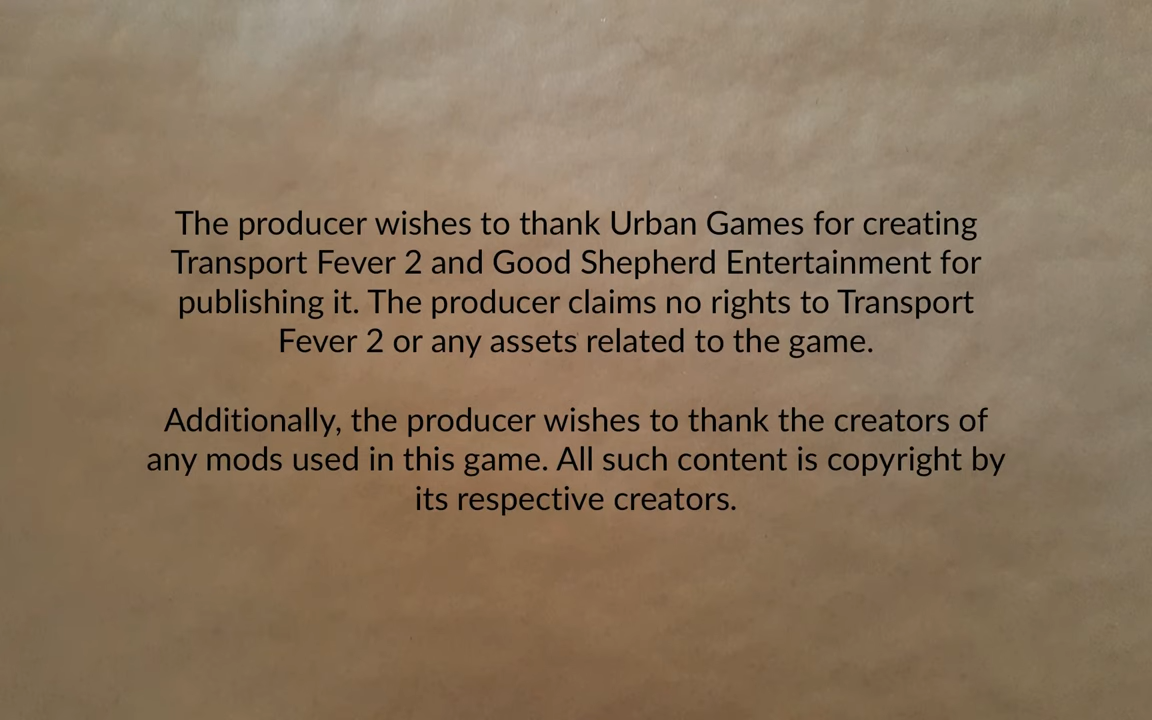 The producer wishes to thank Urban Games for creating
Transport Fever 2 and Good Shepherd Entertainment for
publishing it. The producer claims no rights to Transport
Fever 2 or any assets related to the game.
Additionally, the producer wishes to thank the creators of
any mods used in this game. All such content is copyright by
its respective creators.